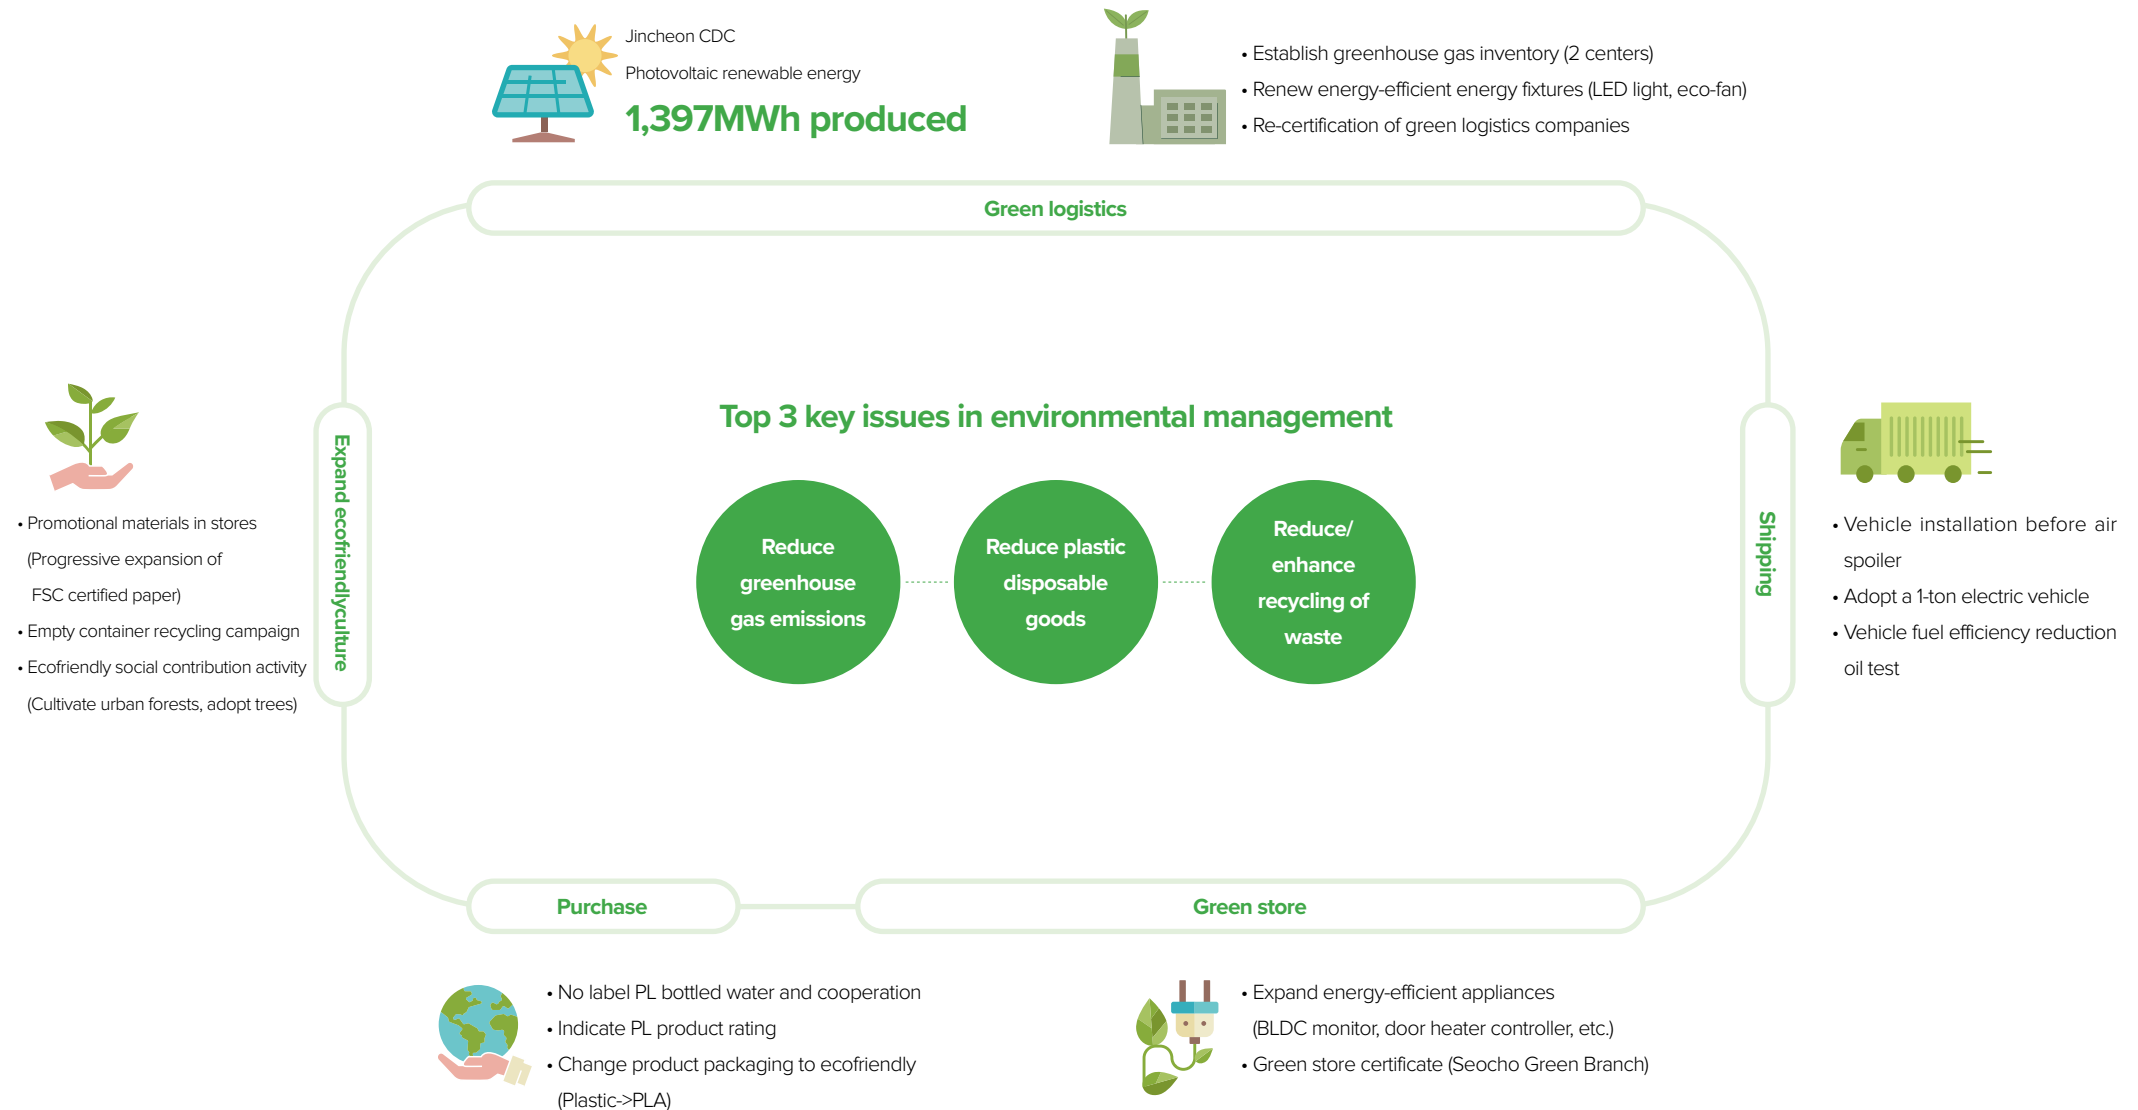 Jincheon CDC
Photovoltaic renewable energy
1,397MWh produced
• Establish greenhouse gas inventory (2 centers)
• Renew energy-efficient energy fixtures (LED light, eco-fan)
• Re-certification of green logistics companies
Green logistics
Expand ecofriendlyculture
• Promotional materials in stores
(Progressive expansion of
FSC certified paper)
• Empty container recycling campaign
• Ecofriendly social contribution activity
(Cultivate urban forests, adopt trees)
Top 3 key issues in environmental management
Reduce
greenhouse
gas emissions
Reduce plastic
disposable
goods
Reduce/
enhance
recycling of
waste
Shipping
• Vehicle installation before air
spoiler
• Adopt a 1-ton electric vehicle
• Vehicle fuel efficiency reduction
oil test
Purchase
Green store
• No label PL bottled water and cooperation
• Indicate PL product rating
• Change product packaging to ecofriendly
(Plastic->PLA)
• Expand energy-efficient appliances
(BLDC monitor, door heater controller, etc.)
• Green store certificate (Seocho Green Branch)